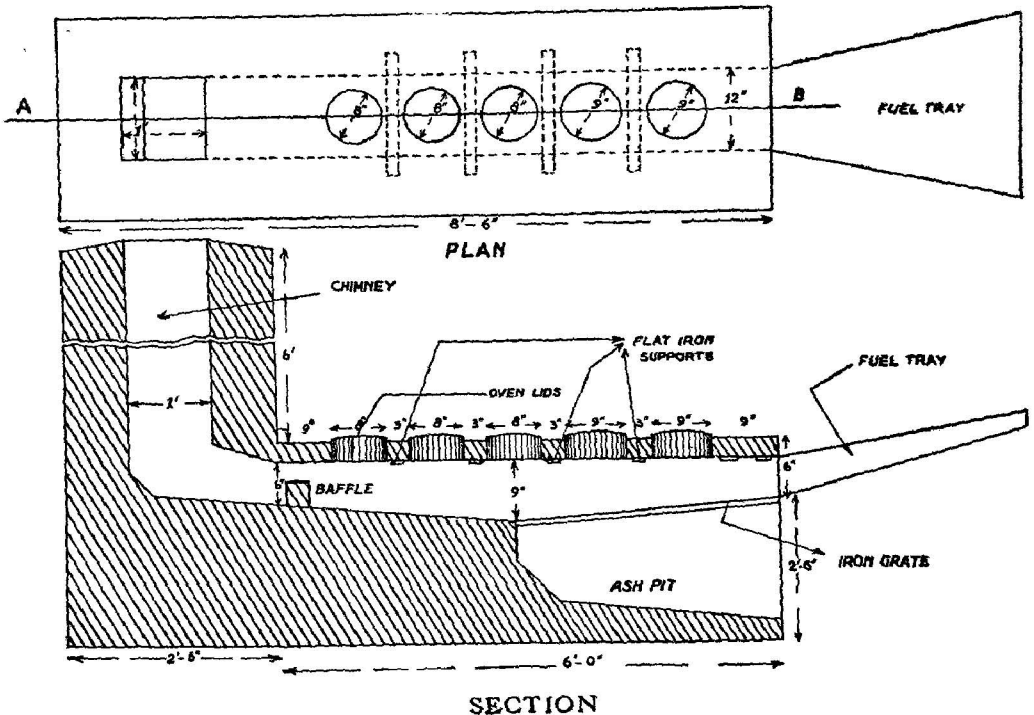 A
8"
8"
8"
9"
9"
12"
B
FUEL TRAY
1'
8'-6"
PLAN
CHIMNEY
6'
FLAT IRON
SUPPORTS
FUEL TRAY
OVEN LIDS
1'
9" 8" 3" 8" 3" 8" 3" 9" 3" 9" 9"
6"
BAFFLE
9"
6"
IRON GRATE
2'-6"
ASH PIT
2'-6"
6'-0"
SECTION